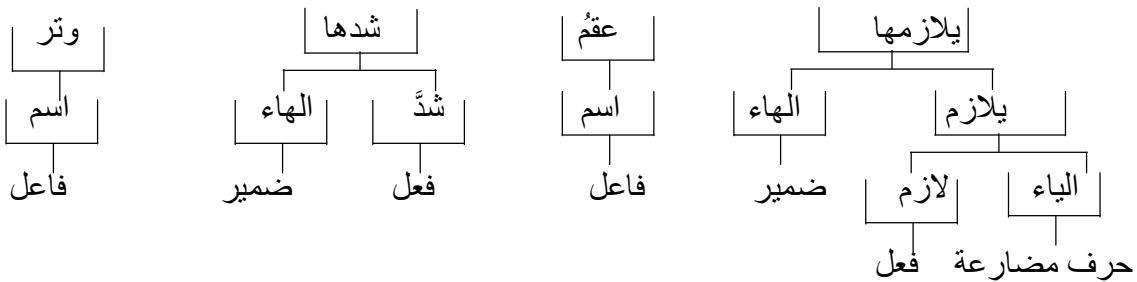 يلازمها عقمُ شدها وتر
يلازم الهاء اسم شدَّ الهاء اسم
الياء لازم ضمير فاعل فعل ضمير فاعل
حرف مضارعة فعل